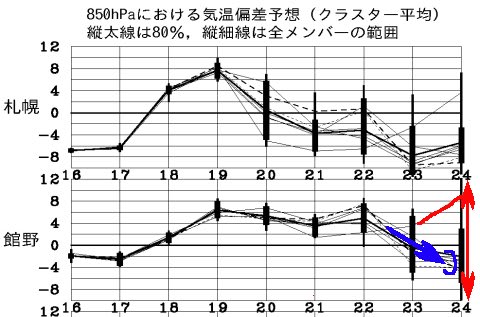 850hPaにおける気温偏差予想（クラスター平均）
縦太線は80%，縦細線は全メンバーの範囲
12
8
4
札幌 0
-4
-8
16 17 18 19 20 21 22 23 24
12
8
4
館野 0
-4
-8
-12
16 17 18 19 20 21 22 23 24